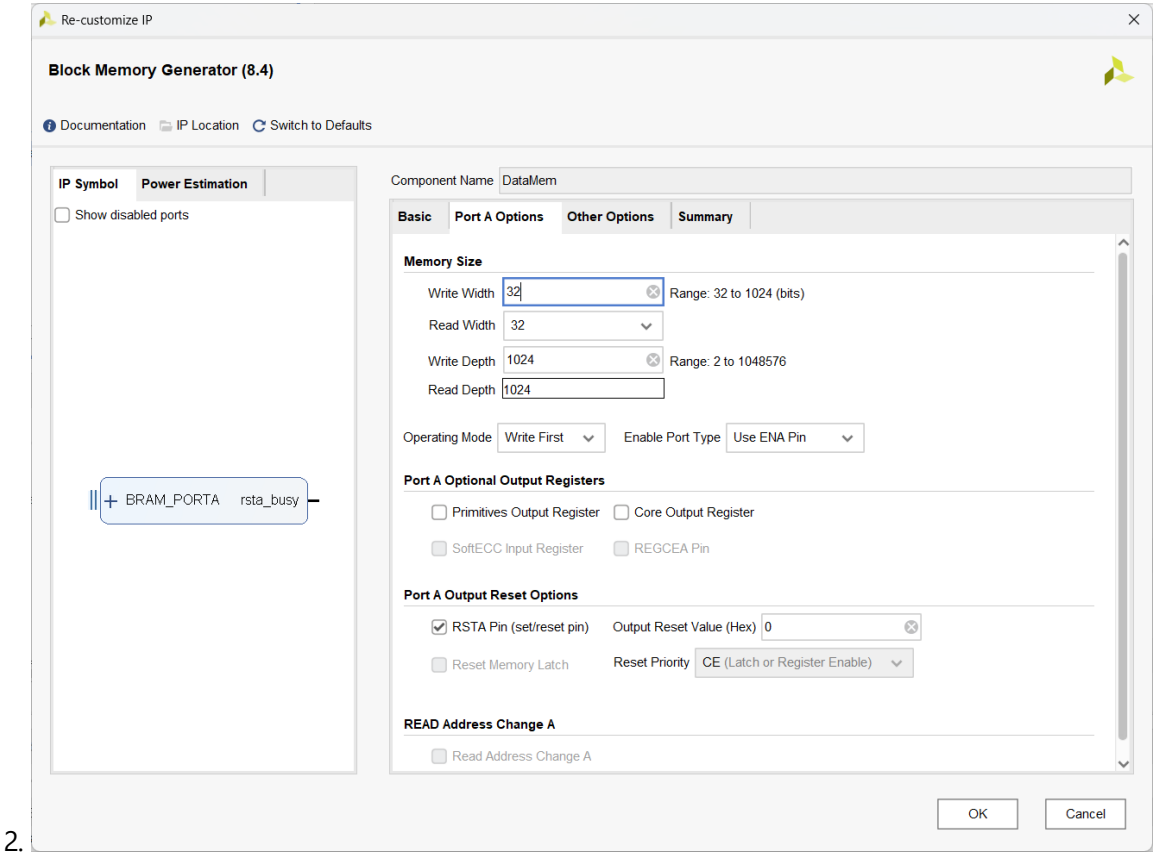 Re-customize IP
Block Memory Generator (8.4)
Documentation IP Location Switch to Defaults
IP Symbol Power Estimation
Show disabled ports
BRAM_PORTA rsta_busy
Component Name DataMem
Basic Port A Options Other Options Summary
Memory Size
Write Width 32 Range: 32 to 1024 (bits)
Read Width 32
Write Depth 1024 Range: 2 to 1048576
Read Depth 1024
Operating Mode Write First Enable Port Type Use ENA Pin
Port A Optional Output Registers
Primitives Output Register Core Output Register
SoftECC Input Register REGCEA Pin
Port A Output Reset Options
RSTA Pin (set/reset pin) Output Reset Value (Hex) 0
Reset Memory Latch Reset Priority CE (Latch or Register Enable)
READ Address Change A
Read Address Change A
OK Cancel
2.